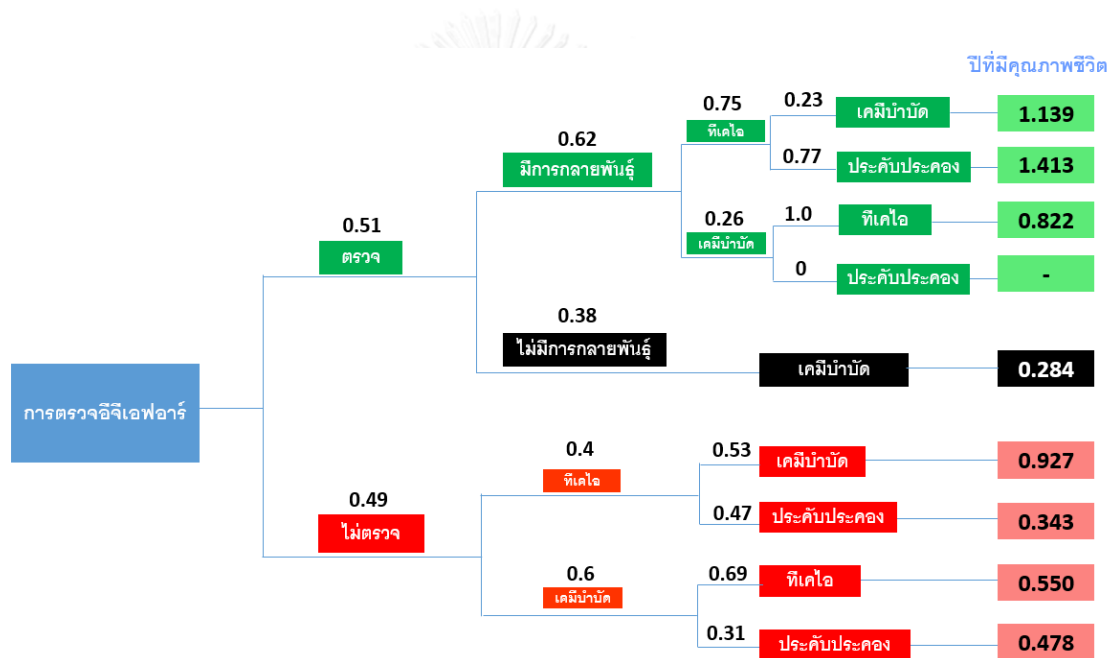 ปีที่มีคุณภาพชีวิต
0.75
0.23
เคมีบำบัด
1.139
ทีเคไอ
0.62
0.77
มีการกลายพันธุ์
ประคับประคอง
1.413
0.26
1.0
ทีเคไอ
0.822
0.51
เคมีบำบัด
ตรวจ
0
ประคับประคอง
-
0.38
ไม่มีการกลายพันธุ์
เคมีบำบัด
0.284
การตรวจอีจีเอฟอาร์
0.4
0.53
เคมีบำบัด
0.927
ทีเคไอ
0.49
0.47
ประคับประคอง
0.343
ไม่ตรวจ
0.6
0.69
ทีเคไอ
0.550
เคมีบำบัด
0.31
ประคับประคอง
0.478